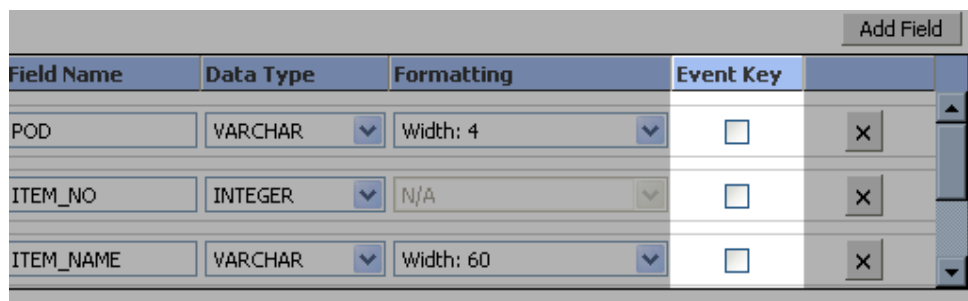 Add Field
Field Name Data Type Formatting Event Key
POD VARCHAR Width: 4 X
ITEM_NO INTEGER N/A X
ITEM_NAME VARCHAR Width: 60 X